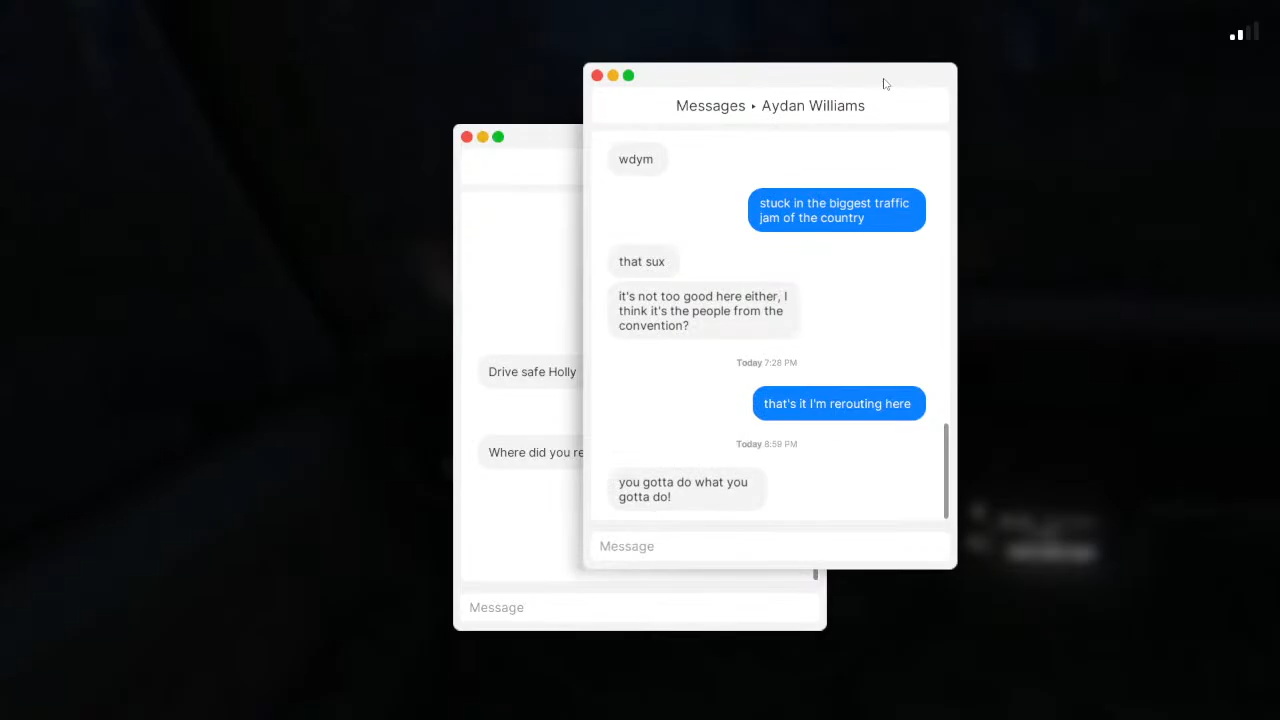 Messages ▸ Aydan Williams
wdym
stuck in the biggest traffic
jam of the country
that sux
it's not too good here either, I
think it's the people from the
convention?
Today 7:28 PM
that's it I'm rerouting here
Today 8:59 PM
you gotta do what you
gotta do!
Message
Drive safe Holly
Where did you re
Message